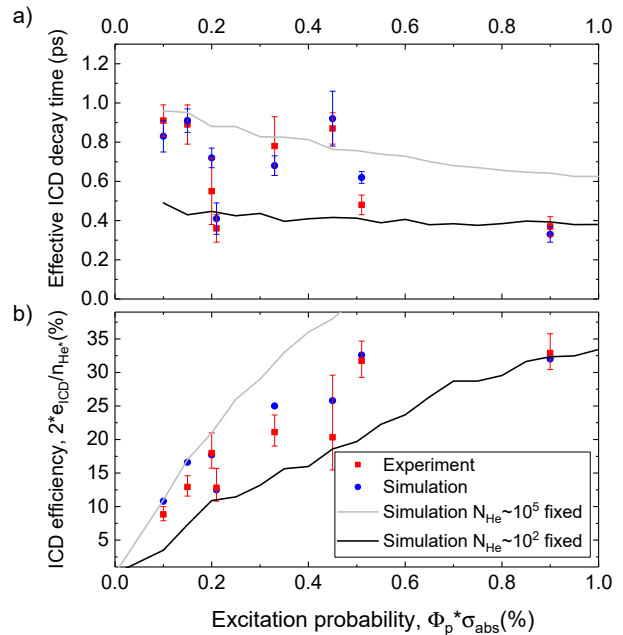 a)
0.0 0.2 0.4 0.6 0.8 1.0
Effective ICD decay time (ps)
1.2
1.0
0.8
0.6
0.4
0.2
0.0
b)
ICD efficiency, 2*e_ICD/n_He*(%)
35
30
25
20
15
10
5
Experiment
Simulation
Simulation N_He~10^5 fixed
Simulation N_He~10^2 fixed
0.0 0.2 0.4 0.6 0.8 1.0
Excitation probability, Φ_p*σ_abs(%)